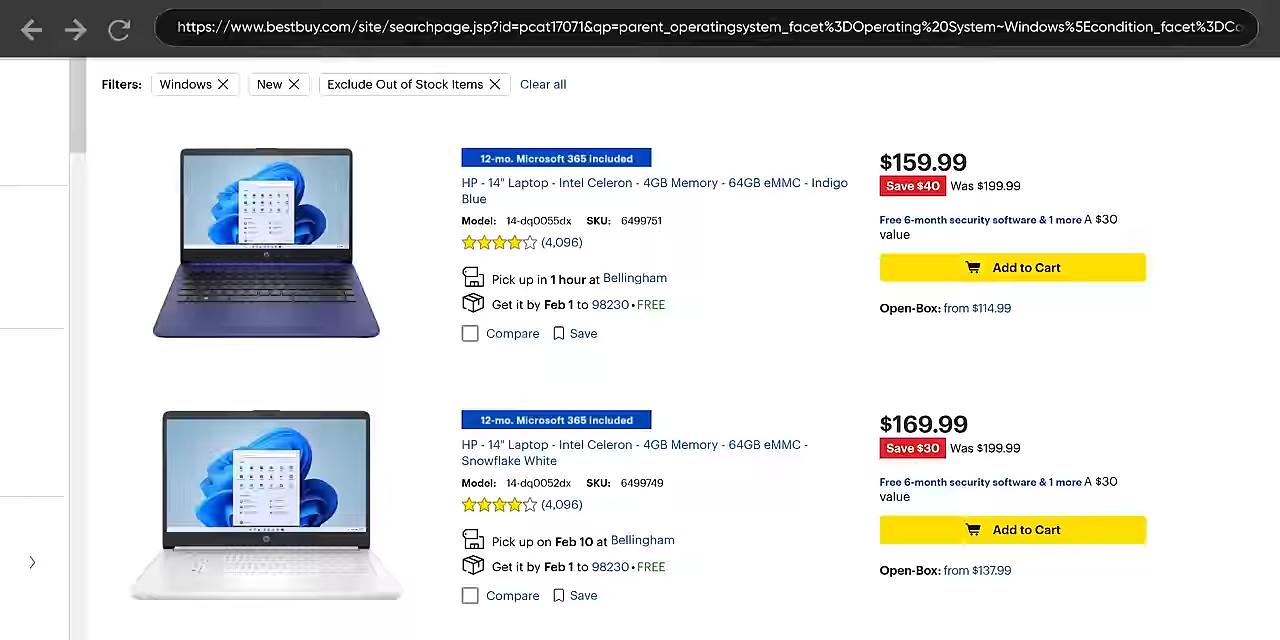 https://www.bestbuy.com/site/searchpage.jsp?id=pcat17071&qp=parent_operatingsystem_facet%3DOperating%20System~Windows%5Econdition_facet%3DCo
Filters: Windows New Exclude Out of Stock Items Clear all
12-mo. Microsoft 365 included
HP - 14" Laptop - Intel Celeron - 4GB Memory - 64GB eMMC - Indigo
Blue
Model: 14-dq0055dx SKU: 6499751
(4,096)
Pick up in 1 hour at Bellingham
Get it by Feb 1 to 98230 • FREE
Compare Save
$159.99
Save $40 Was $199.99
Free 6-month security software & 1 more A $30
value
Add to Cart
Open-Box: from $114.99
12-mo. Microsoft 365 included
HP - 14" Laptop - Intel Celeron - 4GB Memory - 64GB eMMC -
Snowflake White
Model: 14-dq0052dx SKU: 6499749
(4,096)
Pick up on Feb 10 at Bellingham
Get it by Feb 1 to 98230 • FREE
Compare Save
$169.99
Save $30 Was $199.99
Free 6-month security software & 1 more A $30
value
Add to Cart
Open-Box: from $137.99